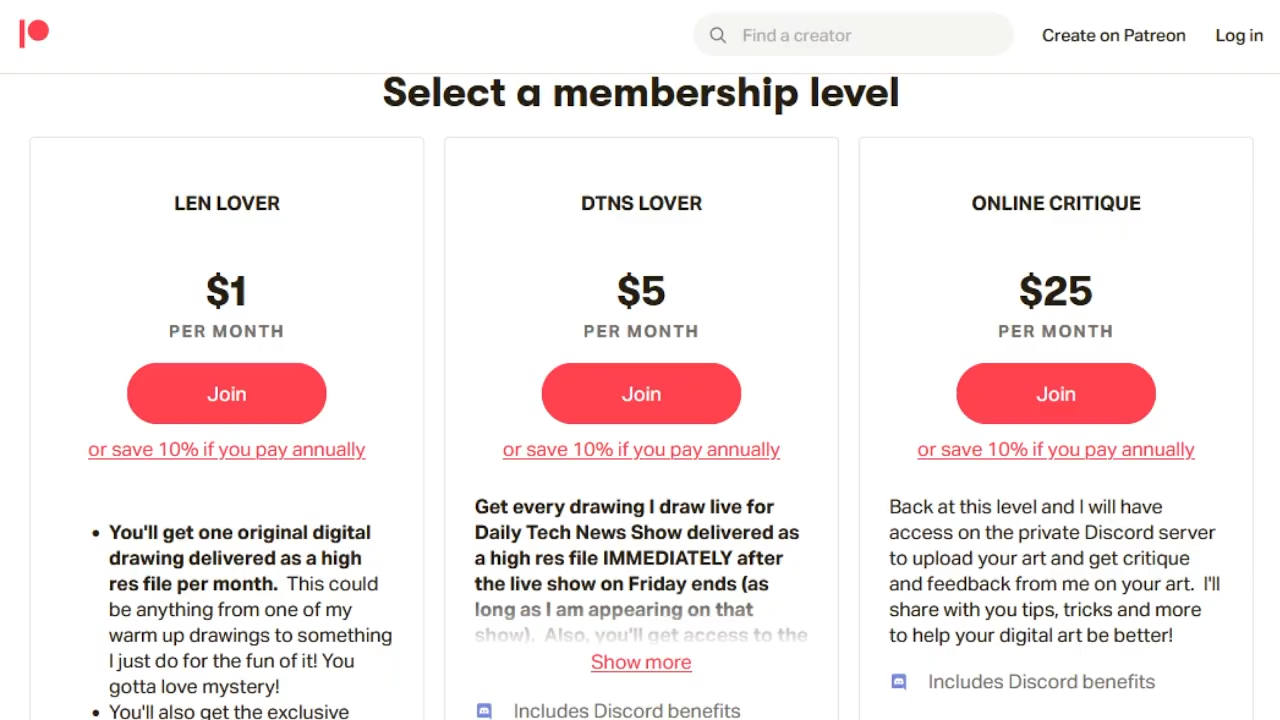 Find a creator
Create on Patreon
Log in
Select a membership level
LEN LOVER
$1
PER MONTH
Join
or save 10% if you pay annually
• You'll get one original digital
drawing delivered as a high
res file per month. This could
be anything from one of my
warm up drawings to something
I just do for the fun of it! You
gotta love mystery!
• You'll also get the exclusive
DTNS LOVER
$5
PER MONTH
Join
or save 10% if you pay annually
Get every drawing I draw live for
Daily Tech News Show delivered as
a high res file IMMEDIATELY after
the live show on Friday ends (as
long as I am appearing on that
show). Also, you'll get access to the
Show more
Includes Discord benefits
ONLINE CRITIQUE
$25
PER MONTH
Join
or save 10% if you pay annually
Back at this level and I will have
access on the private Discord server
to upload your art and get critique
and feedback from me on your art. I'll
share with you tips, tricks and more
to help your digital art be better!
Includes Discord benefits